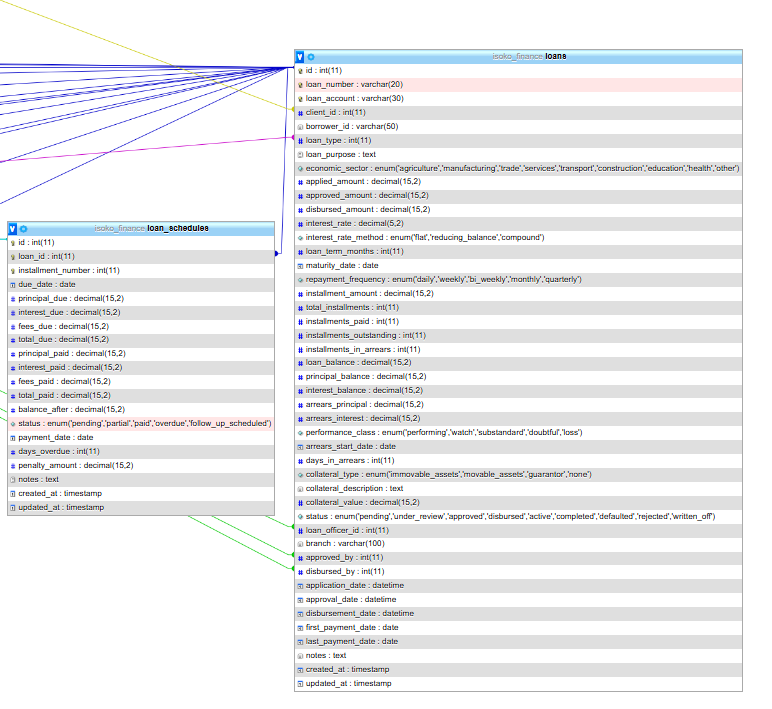 isoko_finance loans
id : int(11)
loan_number : varchar(20)
loan_account : varchar(30)
client_id : int(11)
borrower_id : varchar(50)
loan_type : int(11)
loan_purpose : text
economic_sector : enum('agriculture','manufacturing','trade','services','transport','construction','education','health','other')
applied_amount : decimal(15,2)
approved_amount : decimal(15,2)
disbursed_amount : decimal(15,2)
interest_rate : decimal(5,2)
interest_rate_method : enum('flat','reducing_balance','compound')
loan_term_months : int(11)
maturity_date : date
repayment_frequency : enum('daily','weekly','bi_weekly','monthly','quarterly')
installment_amount : decimal(15,2)
total_installments : int(11)
installments_paid : int(11)
installments_outstanding : int(11)
installments_in_arrears : int(11)
loan_balance : decimal(15,2)
principal_balance : decimal(15,2)
interest_balance : decimal(15,2)
arrears_principal : decimal(15,2)
arrears_interest : decimal(15,2)
performance_class : enum('performing','watch','substandard','doubtful','loss')
arrears_start_date : date
days_in_arrears : int(11)
collateral_type : enum('immovable_assets','movable_assets','guarantor','none')
collateral_description : text
collateral_value : decimal(15,2)
status : enum('pending','under_review','approved','disbursed','active','completed','defaulted','rejected','written_off')
loan_officer_id : int(11)
branch : varchar(100)
approved_by : int(11)
disbursed_by : int(11)
application_date : datetime
approval_date : datetime
disbursement_date : datetime
first_payment_date : date
last_payment_date : date
notes : text
created_at : timestamp
updated_at : timestamp
isoko_finance loan_schedules
id : int(11)
loan_id : int(11)
installment_number : int(11)
due_date : date
principal_due : decimal(15,2)
interest_due : decimal(15,2)
fees_due : decimal(15,2)
total_due : decimal(15,2)
principal_paid : decimal(15,2)
interest_paid : decimal(15,2)
fees_paid : decimal(15,2)
total_paid : decimal(15,2)
balance_after : decimal(15,2)
status : enum('pending','partial','paid','overdue','follow_up_scheduled')
payment_date : date
days_overdue : int(11)
penalty_amount : decimal(15,2)
notes : text
created_at : timestamp
updated_at : timestamp